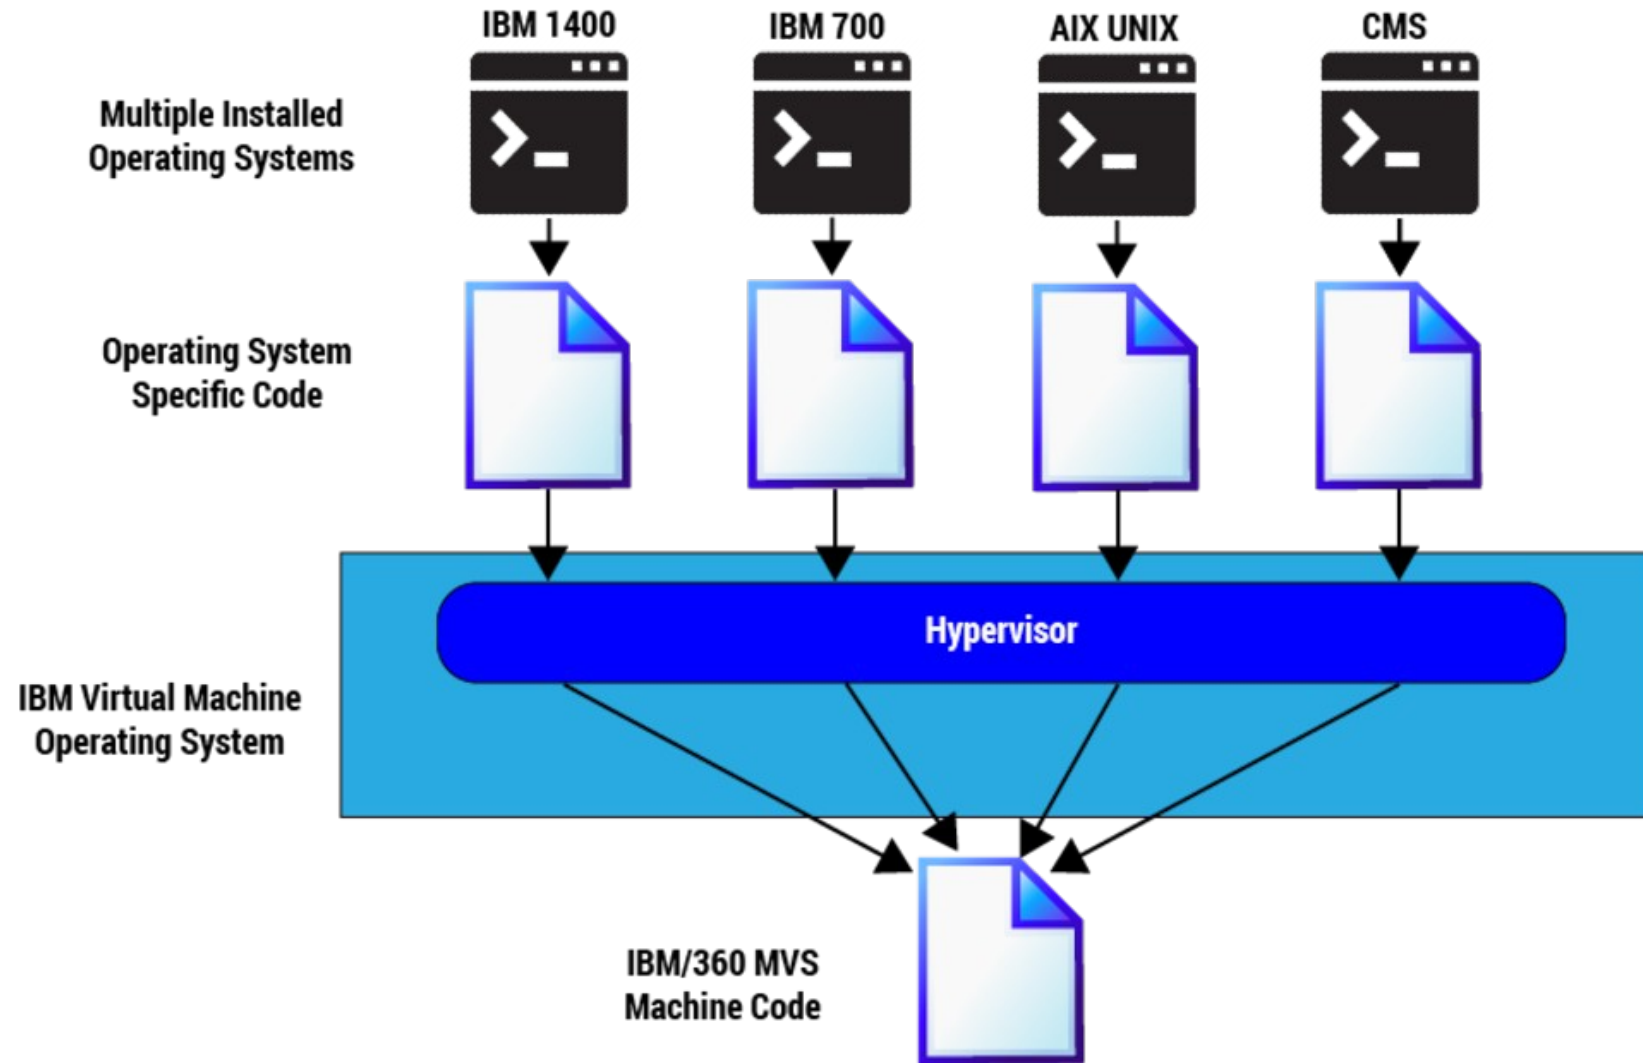 IBM 1400
IBM 700
AIX UNIX
CMS
Multiple Installed
Operating Systems
Operating System
Specific Code
Hypervisor
IBM Virtual Machine
Operating System
IBM/360 MVS
Machine Code